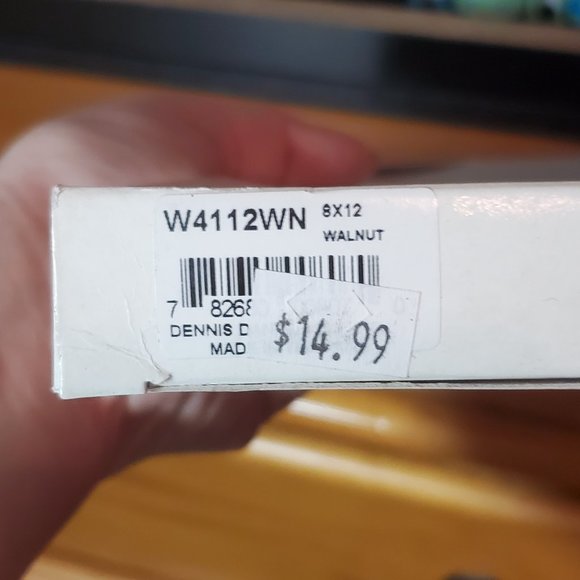 W4112WN 8X12
WALNUT
7 8268
DENNIS D
MAD
$14.99